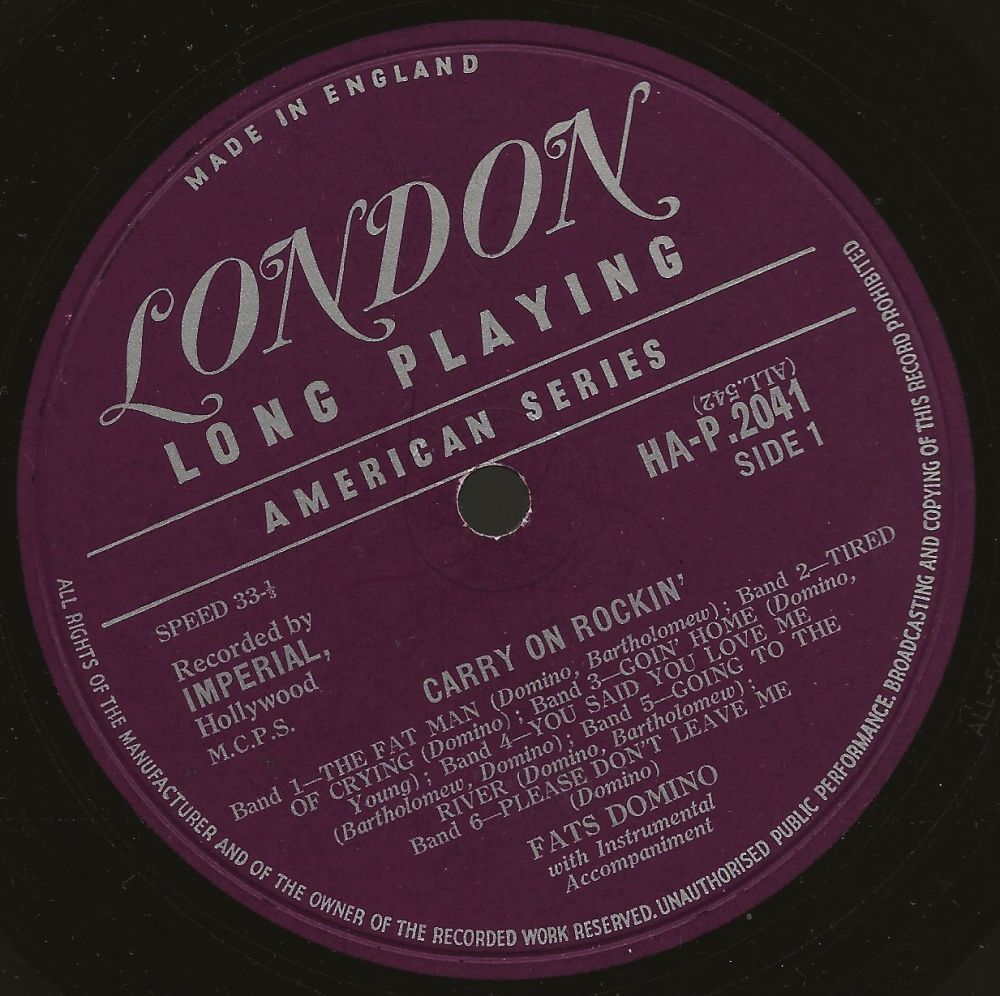 MADE IN ENGLAND
LONDON
LONG PLAYING
AMERICAN SERIES
(ALL.542)
HA-P.2041
SIDE 1
SPEED 33-⅓
Recorded by
IMPERIAL,
Hollywood
M.C.P.S.
CARRY ON ROCKIN'
Band 1—THE FAT MAN (Domino, Bartholomew); Band 2—TIRED
OF CRYING (Domino); Band 3—GOIN' HOME (Domino,
Young); Band 4—YOU SAID YOU LOVE ME
(Bartholomew, Domino); Band 5—GOING TO THE
RIVER (Domino, Bartholomew);
Band 6—PLEASE DON'T LEAVE ME
(Domino)
FATS DOMINO
with Instrumental
Accompaniment
ALL RIGHTS OF THE MANUFACTURER AND OF THE OWNER OF THE RECORDED WORK RESERVED. UNAUTHORISED PUBLIC PERFORMANCE. BROADCASTING AND COPYING OF THIS RECORD PROHIBITED